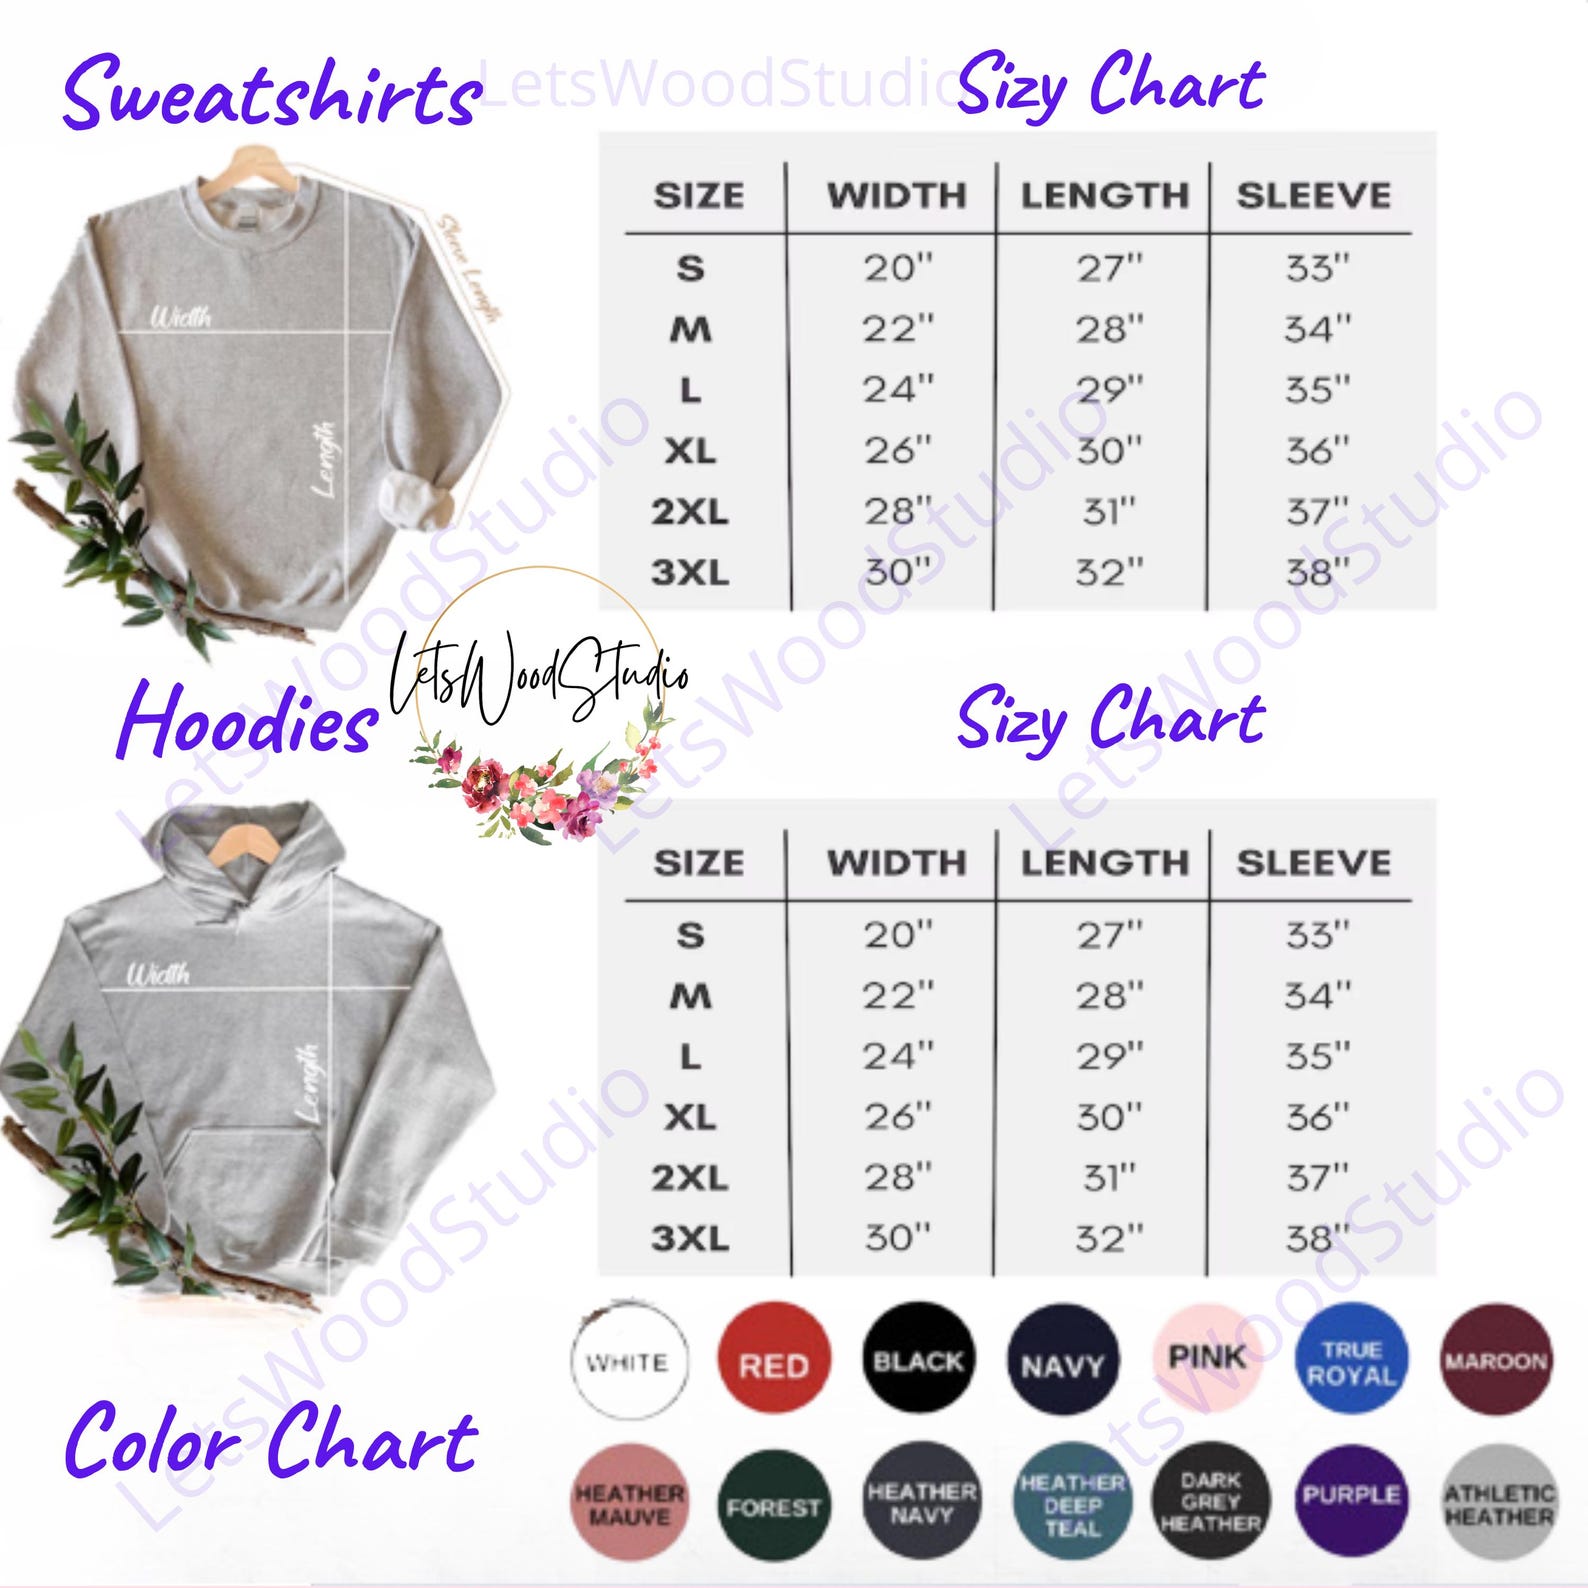 Sweatshirts
LetsWoodStudio
Sizy Chart
Sleeve Length
Width
Length
SIZE WIDTH LENGTH SLEEVE
S 20" 27" 33"
M 22" 28" 34"
L 24" 29" 35"
XL 26" 30" 36"
2XL 28" 31" 37"
3XL 30" 32" 38"
LetsWoodStudio
LetsWoodStudio
LetsWoodStudio
LetsWoodStudio
Hoodies
Sizy Chart
Width
Length
SIZE WIDTH LENGTH SLEEVE
S 20" 27" 33"
M 22" 28" 34"
L 24" 29" 35"
XL 26" 30" 36"
2XL 28" 31" 37"
3XL 30" 32" 38"
LetsWoodStudio
LetsWoodStudio
Color Chart
WHITE
RED
BLACK
NAVY
PINK
TRUE
ROYAL
MAROON
HEATHER
MAUVE
FOREST
HEATHER
NAVY
HEATHER
DEEP
TEAL
DARK
GREY
HEATHER
PURPLE
ATHLETIC
HEATHER